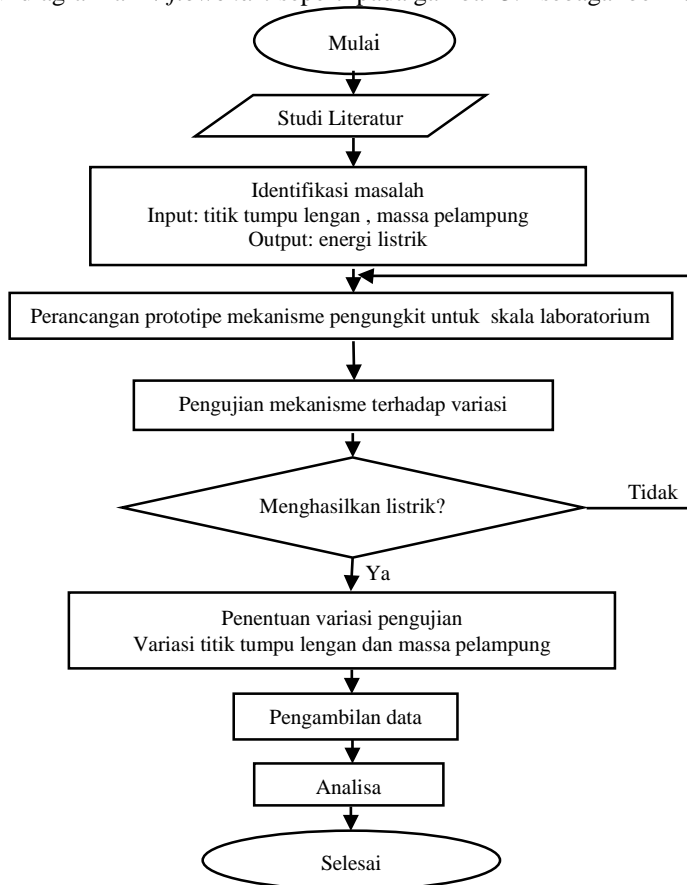 Mulai
Studi Literatur
Identifikasi masalah
Input: titik tumpu lengan , massa pelampung
Output: energi listrik
Perancangan prototipe mekanisme pengungkit untuk skala laboratorium
Pengujian mekanisme terhadap variasi
Menghasilkan listrik?
Tidak
Ya
Penentuan variasi pengujian
Variasi titik tumpu lengan dan massa pelampung
Pengambilan data
Analisa
Selesai